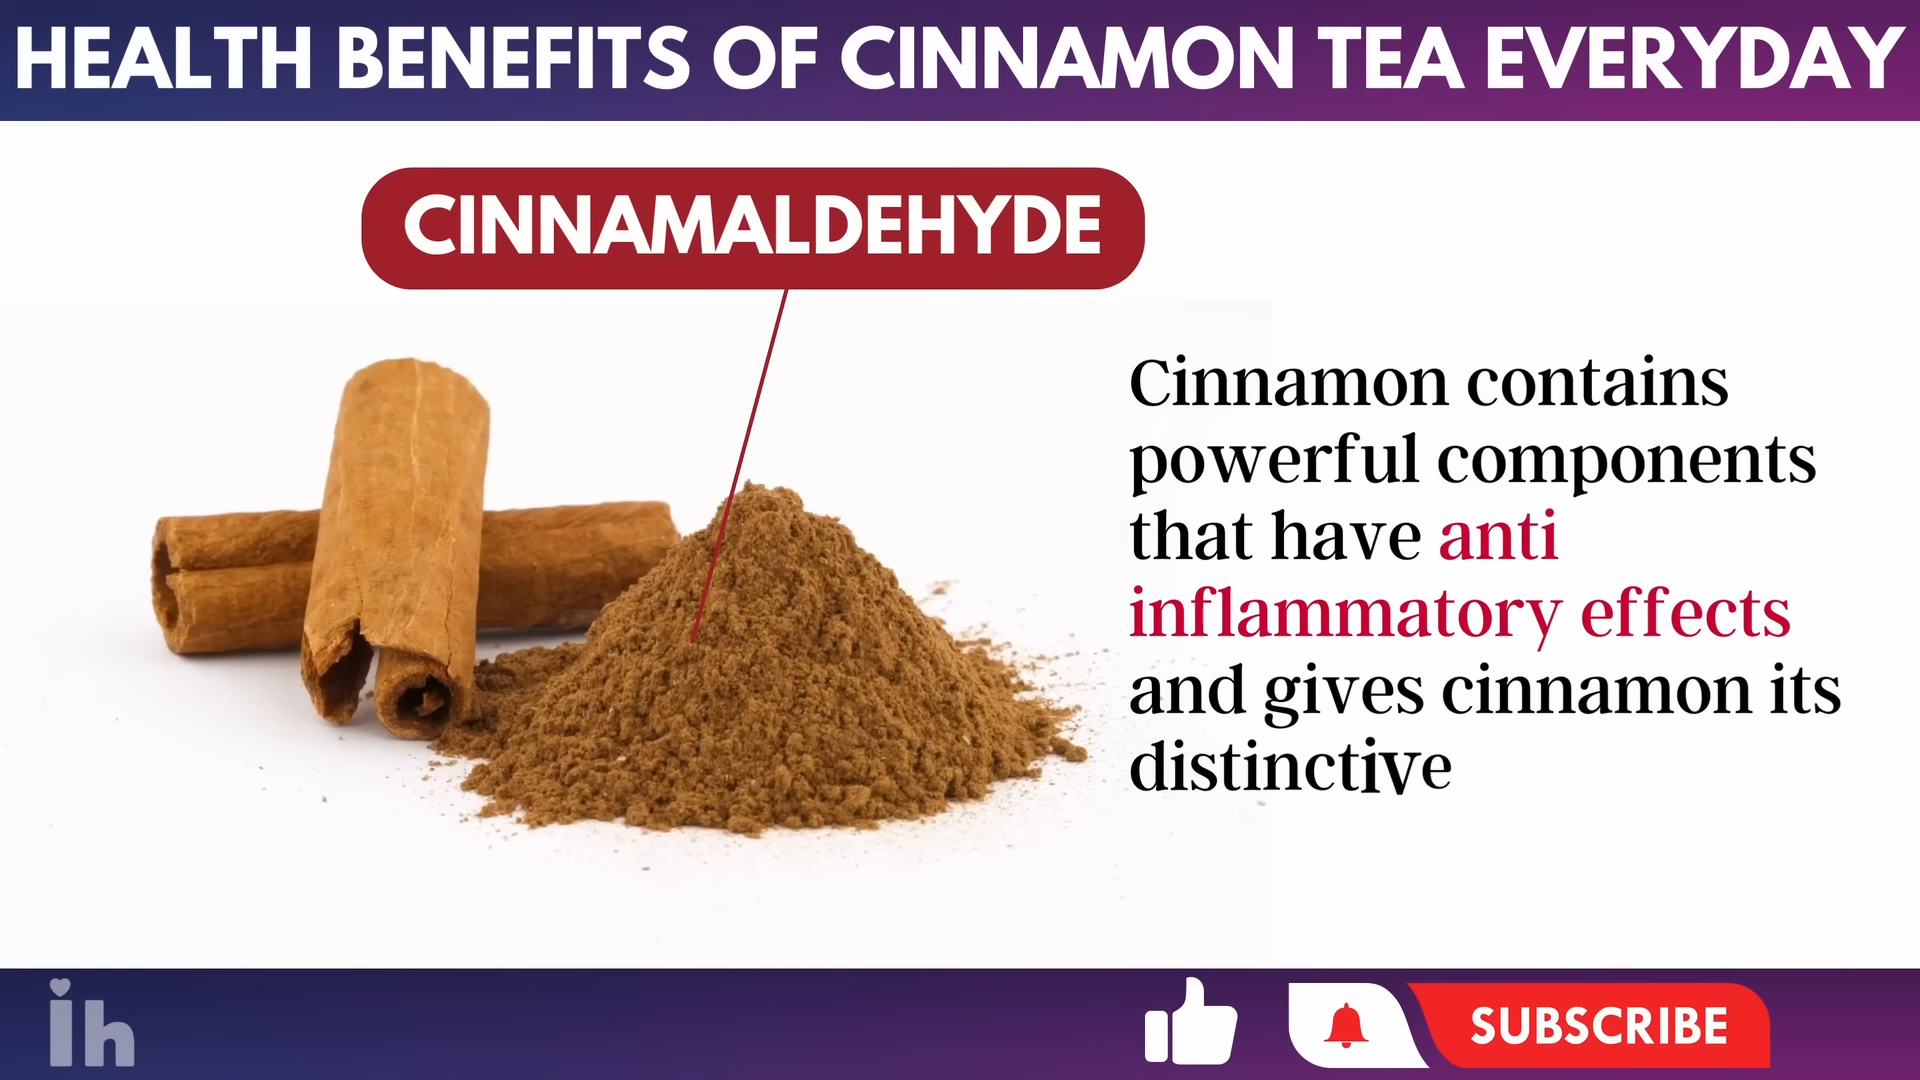 HEALTH BENEFITS OF CINNAMON TEA EVERYDAY
CINNAMALDEHYDE
Cinnamon contains
powerful components
that have anti
inflammatory effects
and gives cinnamon its
distinctive
ih
SUBSCRIBE